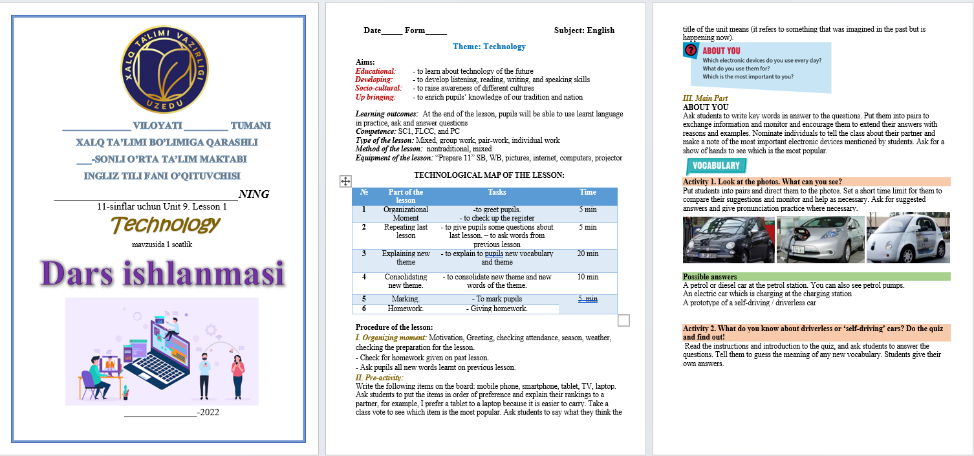 XALQ TA'LIMI VAZIRLIGI
UZEDU
_____________ VILOYATI ________ TUMANI
XALQ TA'LIMI BO'LIMIGA QARASHLI
___-SONLI O'RTA TA'LIM MAKTABI
INGLIZ TILI FANI O'QITUVCHISI
______________________________NING
11-sinflar uchun Unit 9. Lesson 1
Technology
mavzusida 1 soatlik
Dars ishlanmasi
________________-2022
Date_____ Form_____ Subject: English
Theme: Technology
Aims:
Educational: - to learn about technology of the future
Developing: - to develop listening, reading, writing, and speaking skills
Socio-cultural: - to raise awareness of different cultures
Up bringing: - to enrich pupils' knowledge of our tradition and nation
Learning outcomes: At the end of the lesson, pupils will be able to use learnt language
in practice, ask and answer questions
Competence: SC1, FLCC, and PC
Type of the lesson: Mixed, group work, pair-work, individual work
Method of the lesson: nontraditional, mixed
Equipment of the lesson: "Prepare 11" SB, WB, pictures, internet, computers, projector
TECHNOLOGICAL MAP OF THE LESSON:
№ Part of the lesson Tasks Time
1 Organizational Moment -to greet pupils. - to check up the register 5 min
2 Repeating last lesson - to give pupils some questions about last lesson. – to ask words from previous lesson 5 min
3 Explaining new theme - to explain to pupils new vocabulary and theme 20 min
4 Consolidating new theme. - to consolidate new theme and new words of the theme. 10 min
5 Marking. - To mark pupils 5 min
6 Homework. - Giving homework.
Procedure of the lesson:
I. Organizing moment: Motivation, Greeting, checking attendance, season, weather,
checking the preparation for the lesson.
- Check for homework given on past lesson.
- Ask pupils all new words learnt on previous lesson.
II. Pre-activity:
Write the following items on the board: mobile phone, smartphone, tablet, TV, laptop.
Ask students to put the items in order of preference and explain their rankings to a
partner, for example, I prefer a tablet to a laptop because it is easier to carry. Take a
class vote to see which item is the most popular. Ask students to say what they think the
title of the unit means (it refers to something that was imagined in the past but is
happening now).
? ABOUT YOU
Which electronic devices do you use every day?
What do you use them for?
Which is the most important to you?
III. Main Part
ABOUT YOU
Ask students to write key words in answer to the questions. Put them into pairs to
exchange information and monitor and encourage them to extend their answers with
reasons and examples. Nominate individuals to tell the class about their partner and
make a note of the most important electronic devices mentioned by students. Ask for a
show of hands to see which is the most popular.
VOCABULARY
Activity 1. Look at the photos. What can you see?
Put students into pairs and direct them to the photos. Set a short time limit for them to
compare their suggestions and monitor and help as necessary. Ask for suggested
answers and give pronunciation practice where necessary.
Possible answers
A petrol or diesel car at the petrol station. You can also see petrol pumps.
An electric car which is charging at the charging station
A prototype of a self-driving / driverless car
Activity 2. What do you know about driverless or 'self-driving' cars? Do the quiz
and find out!
Read the instructions and introduction to the quiz, and ask students to answer the
questions. Tell them to guess the meaning of any new vocabulary. Students give their
own answers.